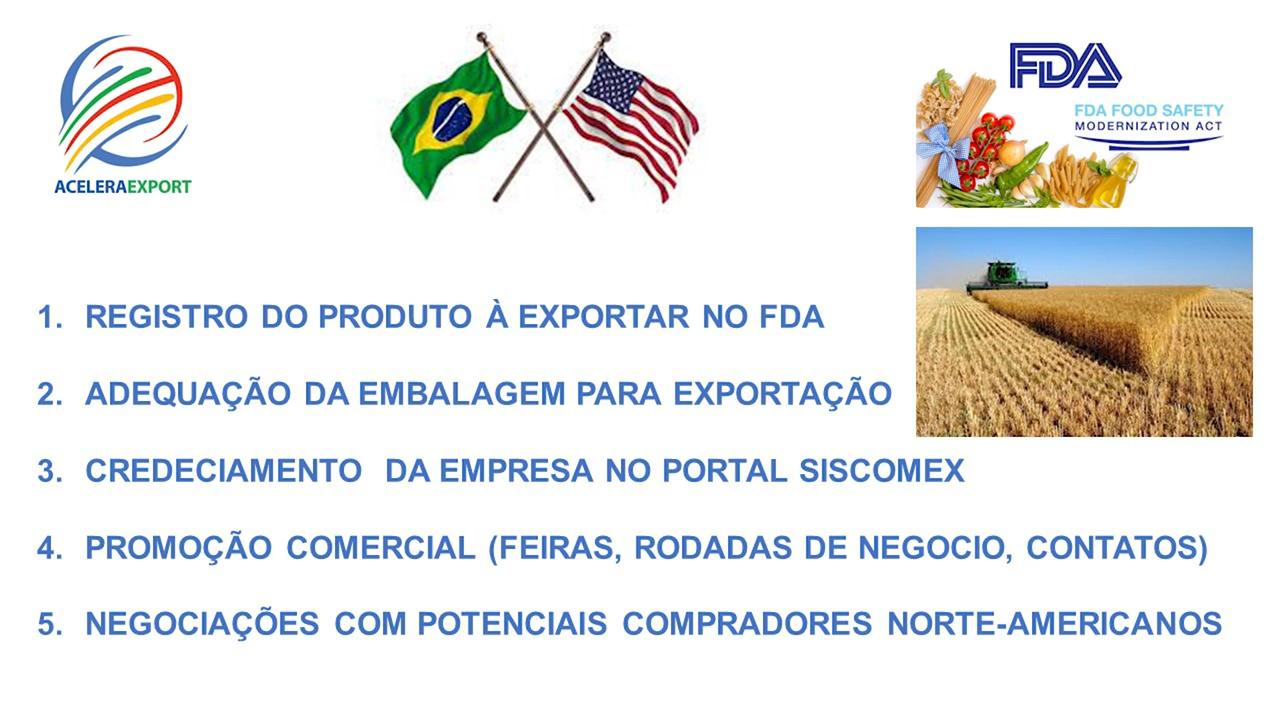 ACELERAEXPORT
FDA
FDA FOOD SAFETY
MODERNIZATION ACT
1. REGISTRO DO PRODUTO À EXPORTAR NO FDA
2. ADEQUAÇÃO DA EMBALAGEM PARA EXPORTAÇÃO
3. CREDECIAMENTO DA EMPRESA NO PORTAL SISCOMEX
4. PROMOÇÃO COMERCIAL (FEIRAS, RODADAS DE NEGOCIO, CONTATOS)
5. NEGOCIAÇÕES COM POTENCIAIS COMPRADORES NORTE-AMERICANOS